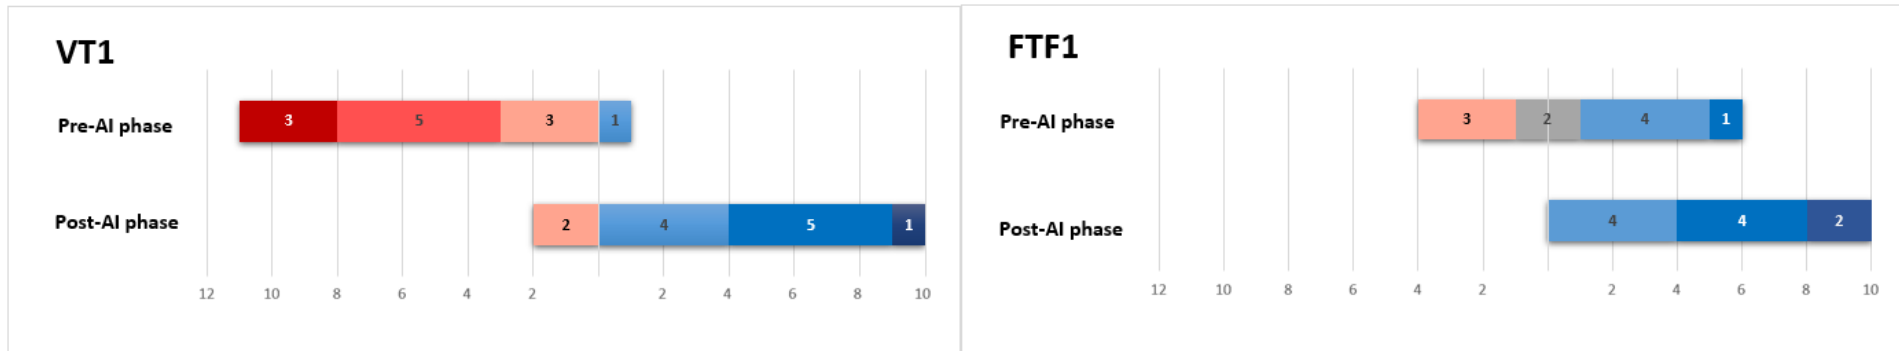 VT1
Pre-AI phase
3 5 3 1
Post-AI phase
2 4 5 1
12 10 8 6 4 2 2 4 6 8 10
FTF1
Pre-AI phase
3 2 4 1
Post-AI phase
4 4 2
12 10 8 6 4 2 2 4 6 8 10